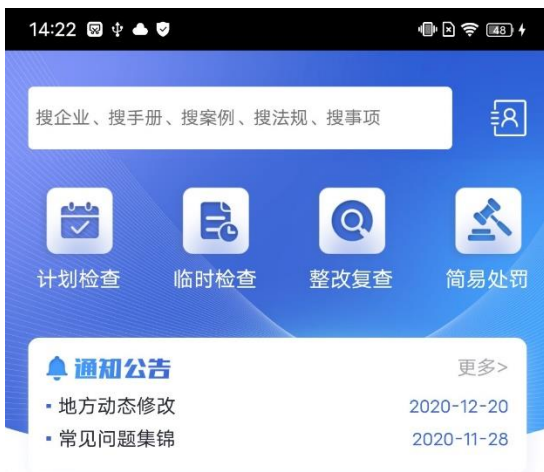 14:22 48
搜企业、搜手册、搜案例、搜法规、搜事项
计划检查 临时检查 整改复查 简易处罚
通知公告 更多>
地方动态修改 2020-12-20
常见问题集锦 2020-11-28